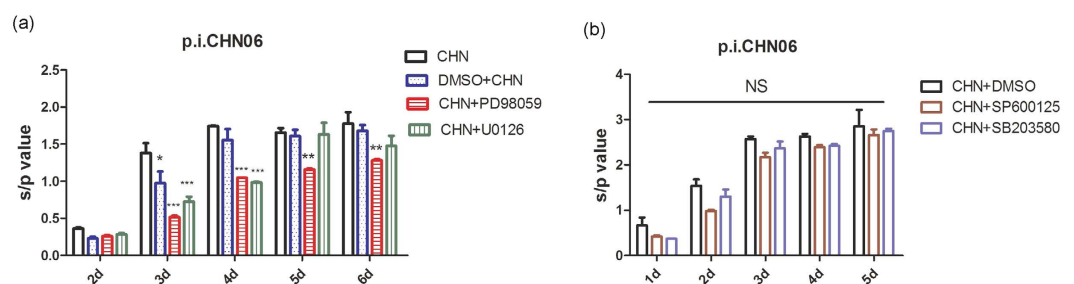 (a)
p.i.CHN06
s/p value
2.5
2.0
1.5
1.0
0.5
0.0
* *** ***
*** ***
**
**
2d 3d 4d 5d 6d
CHN
DMSO+CHN
CHN+PD98059
CHN+U0126
(b)
p.i.CHN06
s/p value
4
3
2
1
0
NS
1d 2d 3d 4d 5d
CHN+DMSO
CHN+SP600125
CHN+SB203580